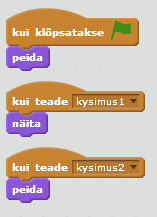 kui klõpsatakse
peida
kui teade kysimus1
näita
kui teade kysimus2
peida